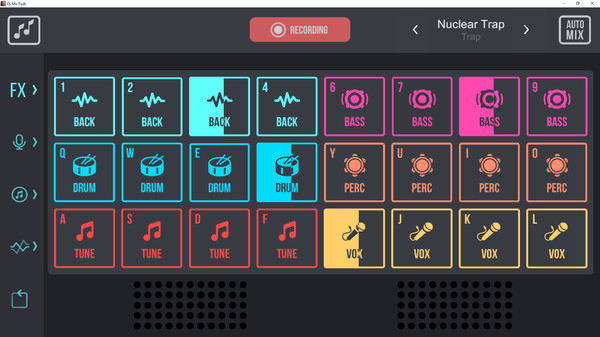 Dj Mix Pads
RECORDING
Nuclear Trap
Trap
AUTO
MIX
FX
1 2 4 6 7 9
BACK BACK BACK BACK BASS BASS BASS BASS
Q W E Y U I O
DRUM DRUM DRUM DRUM PERC PERC PERC PERC
A S D F J K L
TUNE TUNE TUNE TUNE VOX VOX VOX VOX